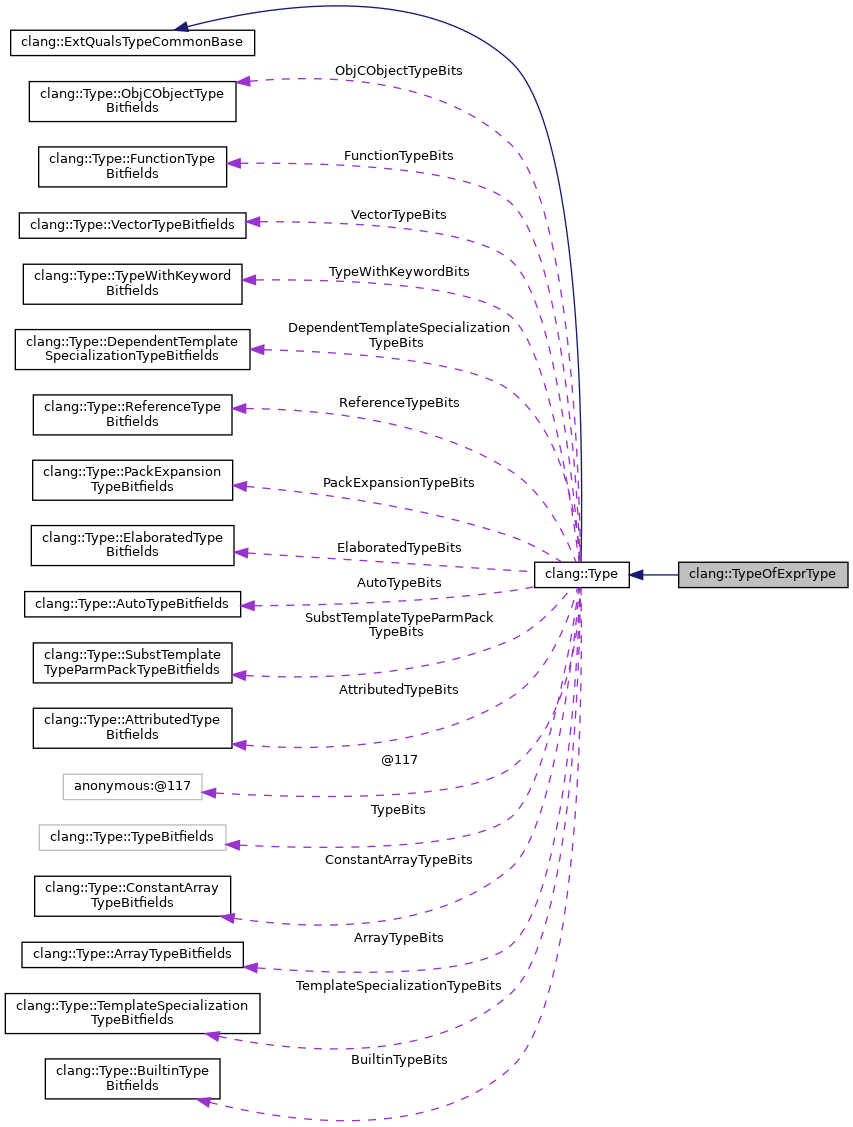 clang::ExtQualsTypeCommonBase
ObjCObjectTypeBits
clang::Type::ObjCObjectType
Bitfields
FunctionTypeBits
clang::Type::FunctionType
Bitfields
VectorTypeBits
clang::Type::VectorTypeBitfields
TypeWithKeywordBits
clang::Type::TypeWithKeyword
Bitfields
DependentTemplateSpecialization
TypeBits
clang::Type::DependentTemplate
SpecializationTypeBitfields
ReferenceTypeBits
clang::Type::ReferenceType
Bitfields
PackExpansionTypeBits
clang::Type::PackExpansion
TypeBitfields
ElaboratedTypeBits
clang::Type::ElaboratedType
Bitfields
clang::Type
clang::TypeOfExprType
AutoTypeBits
clang::Type::AutoTypeBitfields
SubstTemplateTypeParmPack
TypeBits
clang::Type::SubstTemplate
TypeParmPackTypeBitfields
AttributedTypeBits
clang::Type::AttributedType
Bitfields
@117
anonymous:@117
TypeBits
clang::Type::TypeBitfields
ConstantArrayTypeBits
clang::Type::ConstantArray
TypeBitfields
ArrayTypeBits
clang::Type::ArrayTypeBitfields
TemplateSpecializationTypeBits
clang::Type::TemplateSpecialization
TypeBitfields
BuiltinTypeBits
clang::Type::BuiltinType
Bitfields